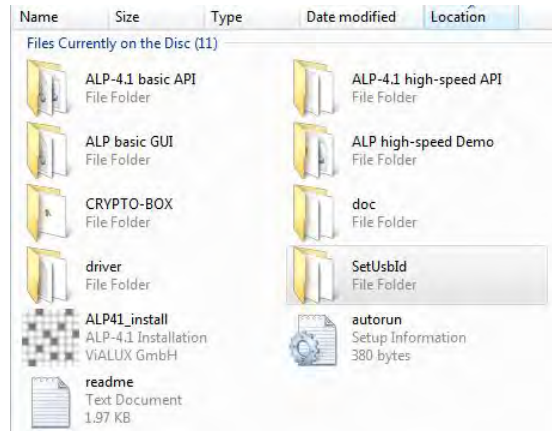 Name Size Type Date modified Location
Files Currently on the Disc (11)
ALP-4.1 basic API
File Folder
ALP-4.1 high-speed API
File Folder
ALP basic GUI
File Folder
ALP high-speed Demo
File Folder
CRYPTO-BOX
File Folder
doc
File Folder
driver
File Folder
SetUsbId
File Folder
ALP41_install
ALP-4.1 Installation
ViALUX GmbH
autorun
Setup Information
380 bytes
readme
Text Document
1.97 KB